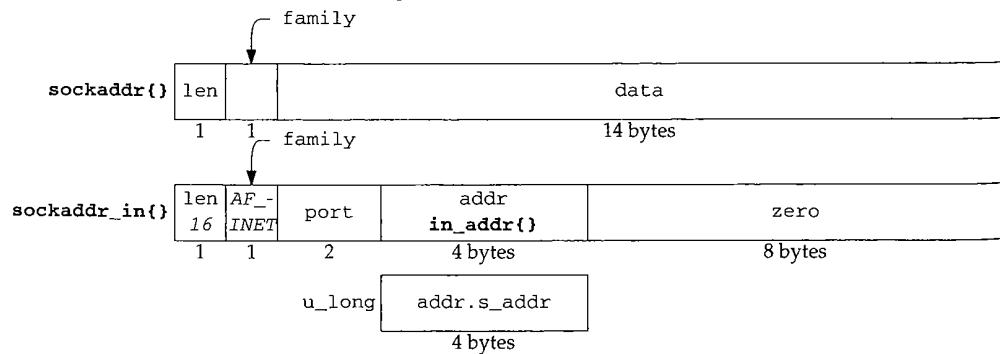 family
sockaddr{} len data
1 1 14 bytes
family
sockaddr_in{} len 16 AF_- INET port addr in_addr{} zero
1 1 2 4 bytes 8 bytes
u_long addr.s_addr
4 bytes